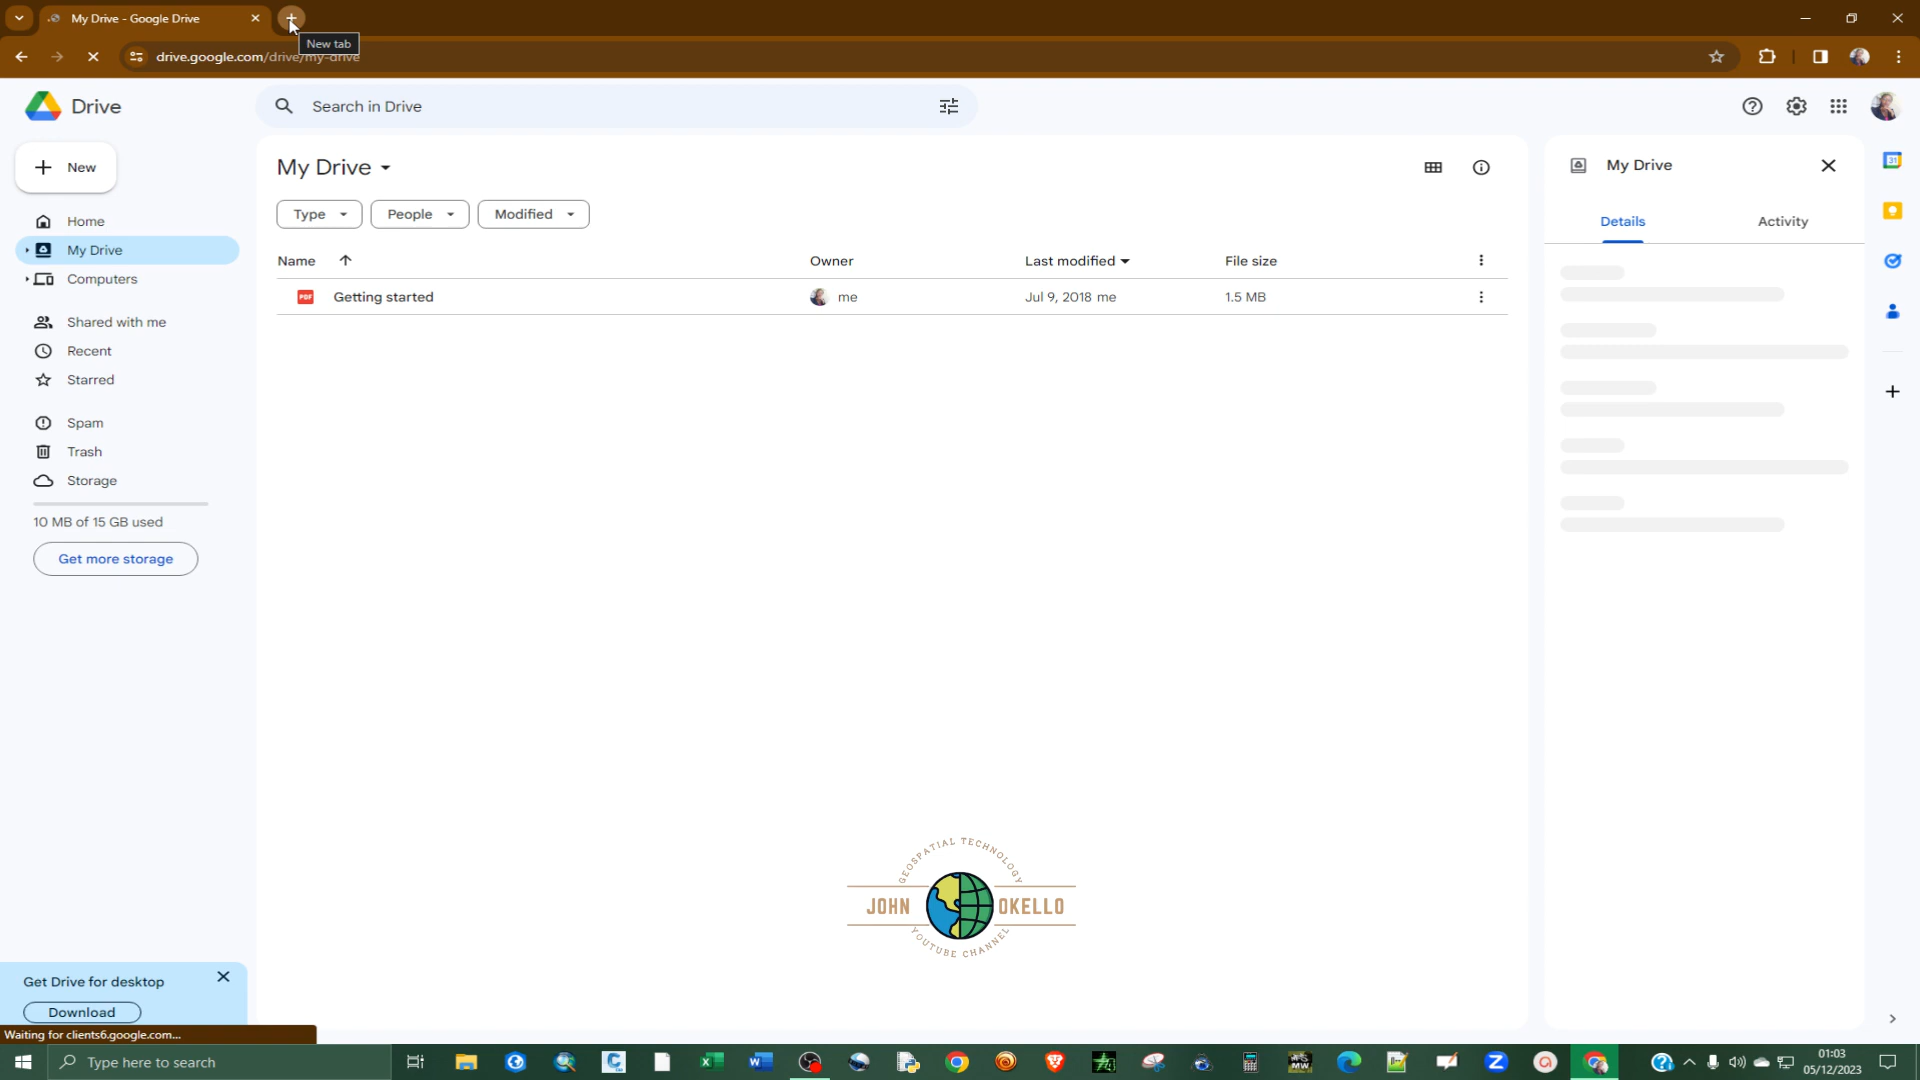 My Drive - Google Drive
New tab
drive.google.com/drive/my-drive
Drive
Search in Drive
New
My Drive
My Drive
Type
People
Modified
Details
Activity
Home
My Drive
Computers
Name
Owner
Last modified
File size
PDF
Getting started
me
Jul 9, 2018 me
1.5 MB
Shared with me
Recent
Starred
Spam
Trash
Storage
10 MB of 15 GB used
Get more storage
31
GEOSPATIAL TECHNOLOGY
JOHN OKELLO
YOUTUBE CHANNEL
Get Drive for desktop
Download
Waiting for clients6.google.com...
Type here to search
01:03
05/12/2023